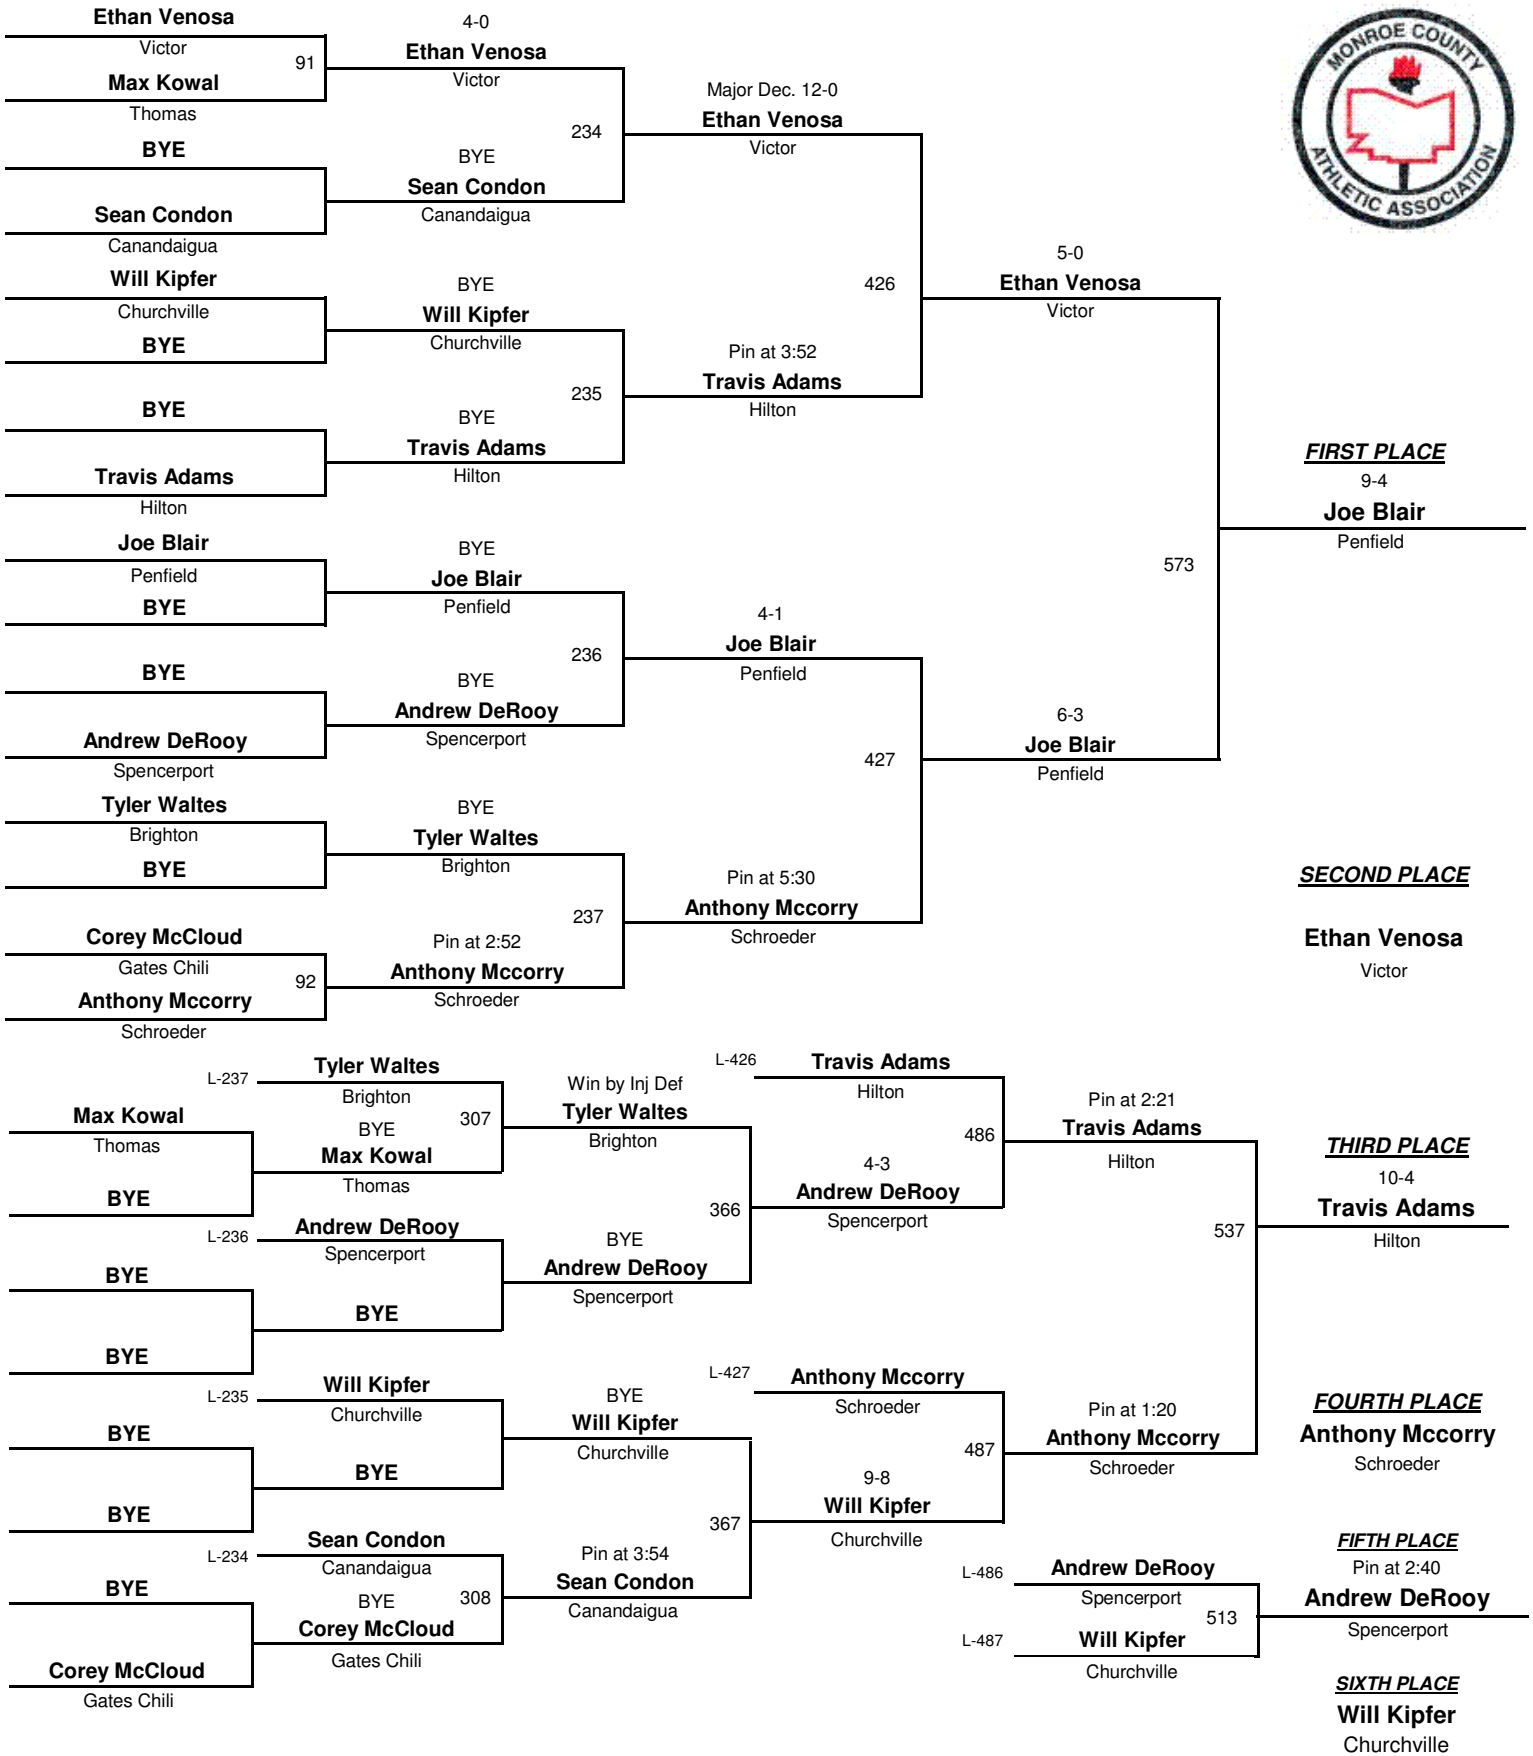 Ethan Venosa
Victor
91
Max Kowal
Thomas
BYE
Sean Condon
Canandaigua
Will Kipfer
Churchville
BYE
BYE
Travis Adams
Hilton
Joe Blair
Penfield
BYE
BYE
Andrew DeRooy
Spencerport
Tyler Waltes
Brighton
BYE
Corey McCloud
Gates Chili
92
Anthony Mccorry
Schroeder
4-0
Ethan Venosa
Victor
234
BYE
Sean Condon
Canandaigua
BYE
Will Kipfer
Churchville
235
BYE
Travis Adams
Hilton
BYE
Joe Blair
Penfield
236
BYE
Andrew DeRooy
Spencerport
BYE
Tyler Waltes
Brighton
237
Pin at 2:52
Anthony Mccorry
Schroeder
Major Dec. 12-0
Ethan Venosa
Victor
426
Pin at 3:52
Travis Adams
Hilton
4-1
Joe Blair
Penfield
427
Pin at 5:30
Anthony Mccorry
Schroeder
5-0
Ethan Venosa
Victor
573
6-3
Joe Blair
Penfield
MONROE COUNTY
ATHLETIC ASSOCIATION
FIRST PLACE
9-4
Joe Blair
Penfield
SECOND PLACE
Ethan Venosa
Victor
L-237
Tyler Waltes
Brighton
307
Max Kowal
Thomas
BYE
BYE
Max Kowal
Thomas
L-236
Andrew DeRooy
Spencerport
BYE
BYE
BYE
L-235
Will Kipfer
Churchville
BYE
BYE
BYE
L-234
Sean Condon
Canandaigua
308
BYE
Corey McCloud
Gates Chili
BYE
Corey McCloud
Gates Chili
Win by Inj Def
Tyler Waltes
Brighton
366
BYE
Andrew DeRooy
Spencerport
BYE
Will Kipfer
Churchville
367
Pin at 3:54
Sean Condon
Canandaigua
L-426
Travis Adams
Hilton
486
4-3
Andrew DeRooy
Spencerport
L-427
Anthony Mccorry
Schroeder
487
9-8
Will Kipfer
Churchville
Pin at 2:21
Travis Adams
Hilton
537
Pin at 1:20
Anthony Mccorry
Schroeder
THIRD PLACE
10-4
Travis Adams
Hilton
FOURTH PLACE
Anthony Mccorry
Schroeder
L-486
Andrew DeRooy
Spencerport
513
L-487
Will Kipfer
Churchville
FIFTH PLACE
Pin at 2:40
Andrew DeRooy
Spencerport
SIXTH PLACE
Will Kipfer
Churchville